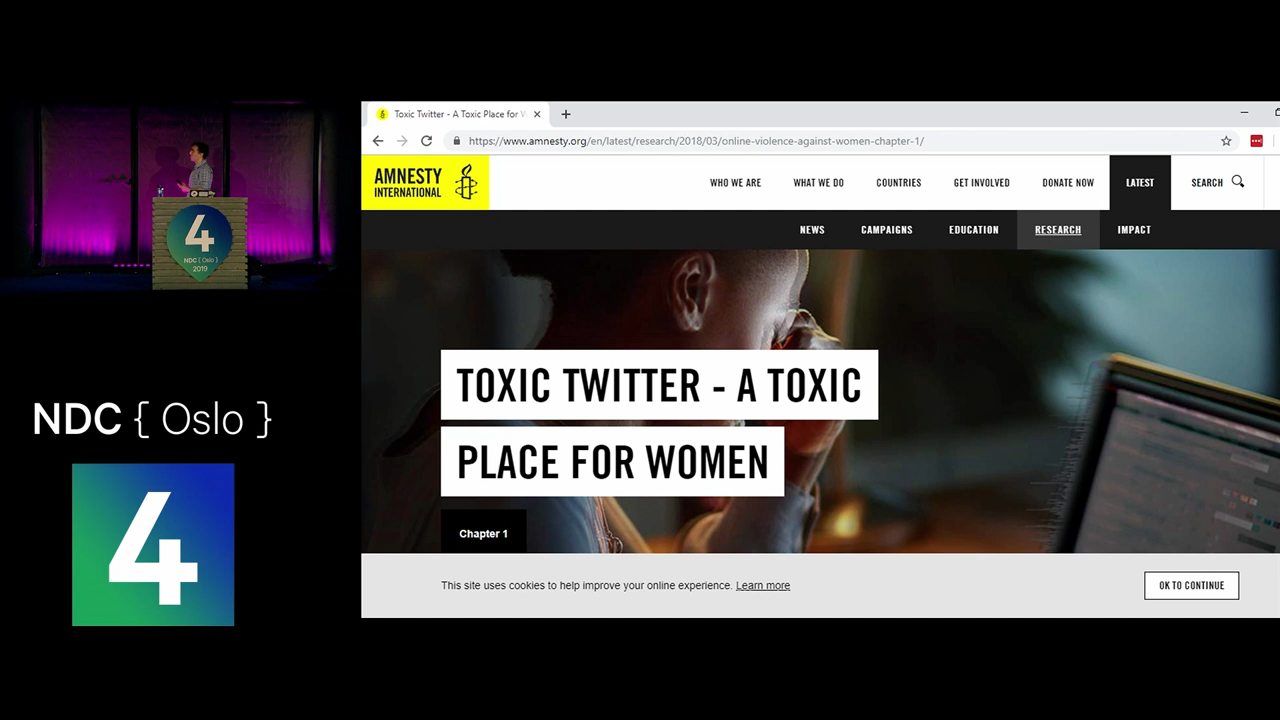 4
NDC { Oslo }
2019
NDC { Oslo }
4
Toxic Twitter - A Toxic Place for W
https://www.amnesty.org/en/latest/research/2018/03/online-violence-against-women-chapter-1/
AMNESTY
INTERNATIONAL
WHO WE ARE WHAT WE DO COUNTRIES GET INVOLVED DONATE NOW LATEST SEARCH
NEWS CAMPAIGNS EDUCATION RESEARCH IMPACT
TOXIC TWITTER - A TOXIC
PLACE FOR WOMEN
Chapter 1
This site uses cookies to help improve your online experience. Learn more
OK TO CONTINUE